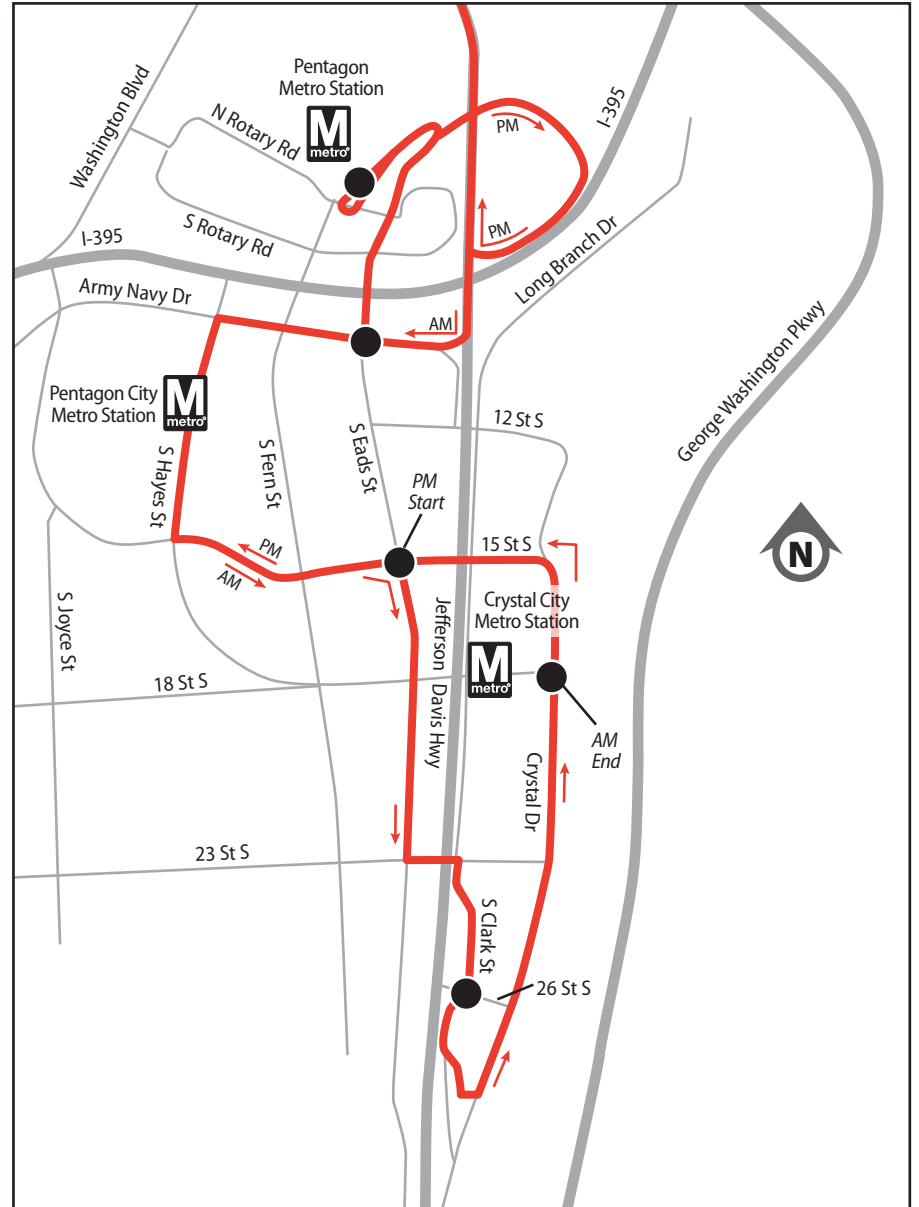 Pentagon
Metro Station
M
metro®
Washington Blvd
N Rotary Rd
PM
I-395
S Rotary Rd
PM
Long Branch Dr
I-395
Army Navy Dr
AM
George Washington Pkwy
Pentagon City
Metro Station
M
metro®
12 St S
S Hayes St
S Fern St
S Eads St
PM
Start
15 St S
N
PM
AM
S Joyce St
Jefferson Davis Hwy
Crystal City
Metro Station
M
metro®
18 St S
AM
End
Crystal Dr
23 St S
S Clark St
26 St S